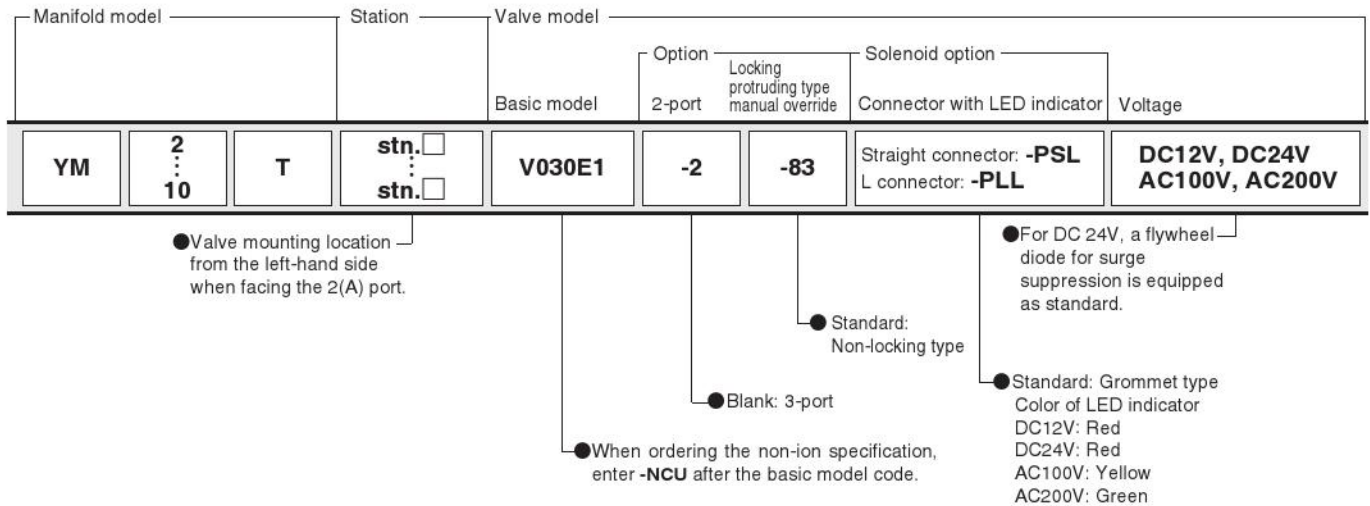 Manifold model
Station
Valve model
Option
Solenoid option
Locking
protruding type
manual override
Basic model
2-port
Connector with LED indicator
Voltage
YM
2
⋮
10
T
stn.□
⋮
stn.□
V030E1
-2
-83
Straight connector: -PSL
L connector: -PLL
DC12V, DC24V
AC100V, AC200V
●Valve mounting location
from the left-hand side
when facing the 2(A) port.
●For DC 24V, a flywheel
diode for surge
suppression is equipped
as standard.
●Standard:
Non-locking type
●Standard: Grommet type
Color of LED indicator
DC12V: Red
DC24V: Red
AC100V: Yellow
AC200V: Green
●Blank: 3-port
●When ordering the non-ion specification,
enter -NCU after the basic model code.